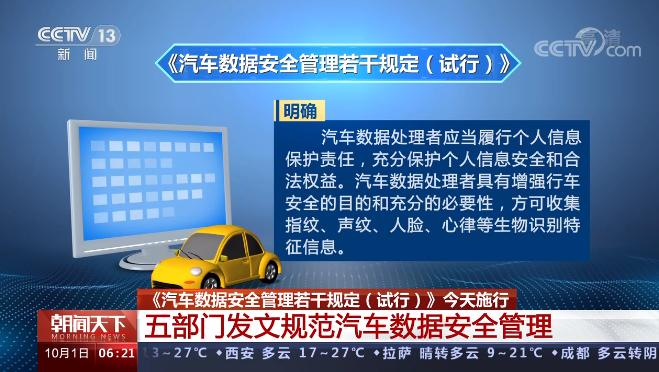 CCTV 13
新闻
高清
CCTV.com
《汽车数据安全管理若干规定（试行）》
明确
汽车数据处理者应当履行个人信息
保护责任，充分保护个人信息安全和合
法权益。汽车数据处理者具有增强行车
安全的目的和充分的必要性，方可收集
指纹、声纹、人脸、心律等生物识别特
征信息。
《汽车数据安全管理若干规定（试行）》今天施行
朝闻天下
MORNING NEWS
五部门发文规范汽车数据安全管理
10月1日 06:21
13~27℃ 西安 多云 17~27℃ 拉萨 晴转多云 9~21℃ 成都 多云转阴